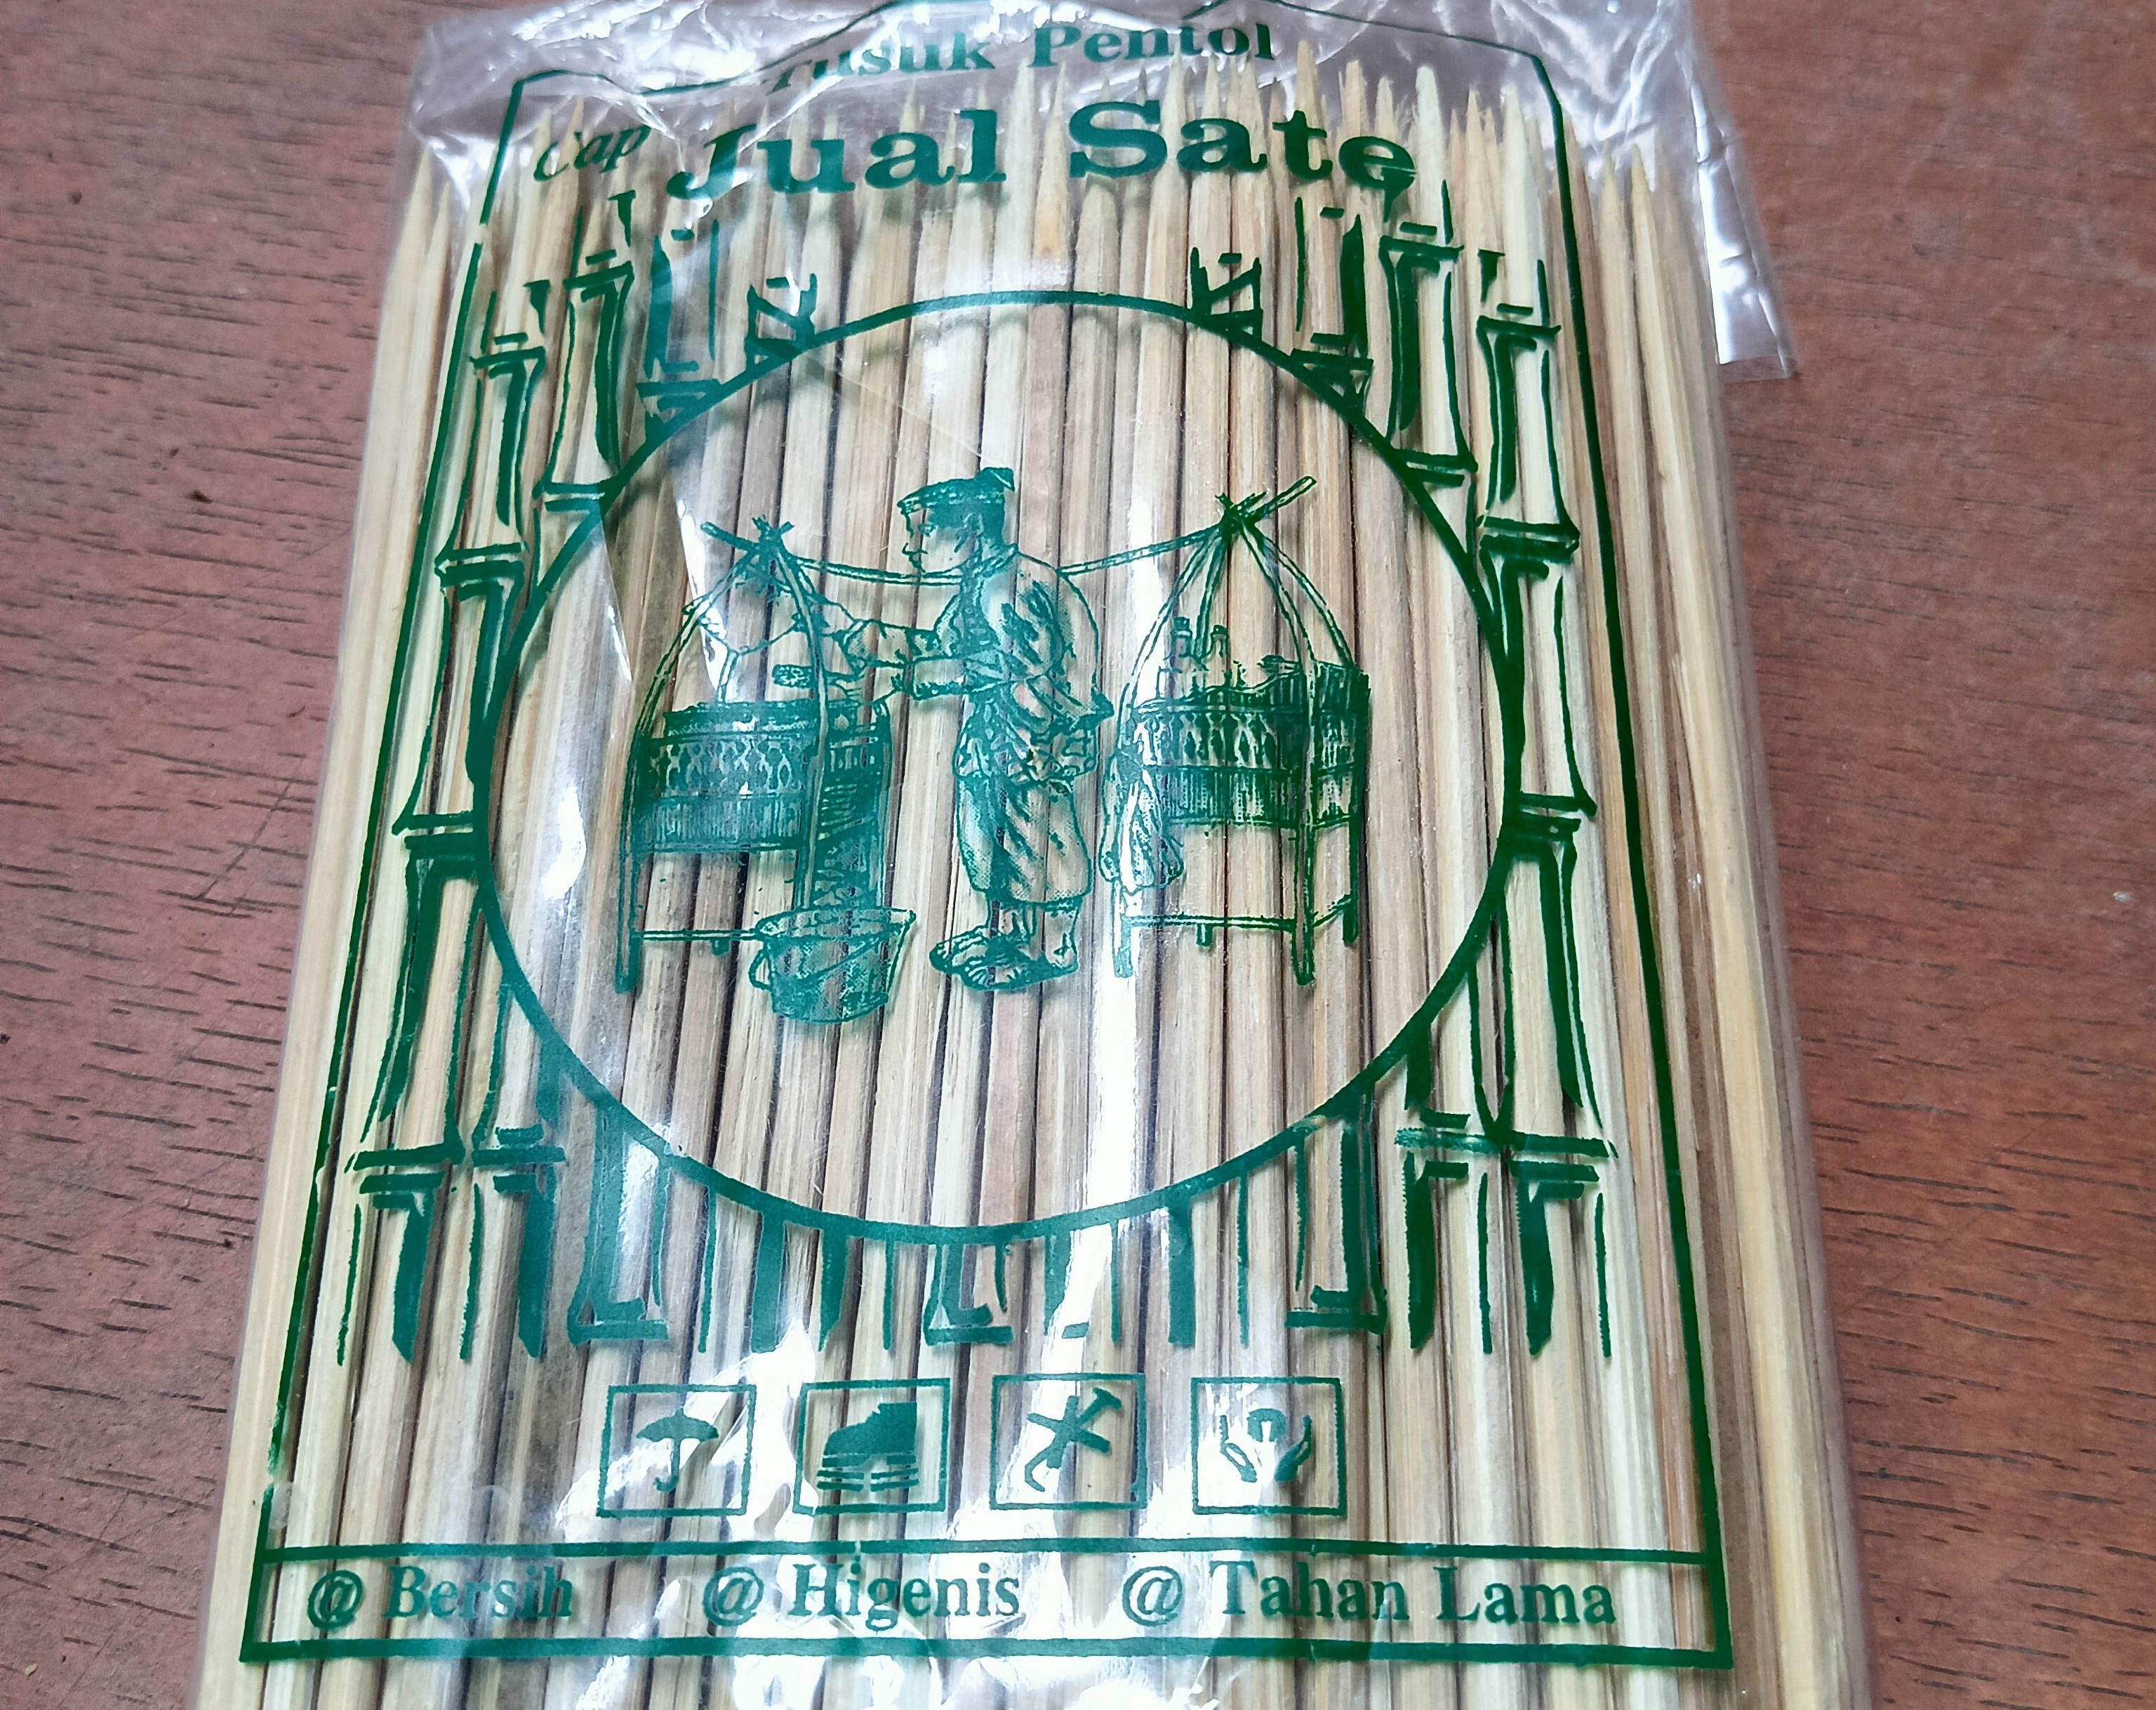 Tusuk Pentol
Cap Jual Sate
@ Bersih @ Higenis @ Tahan Lama